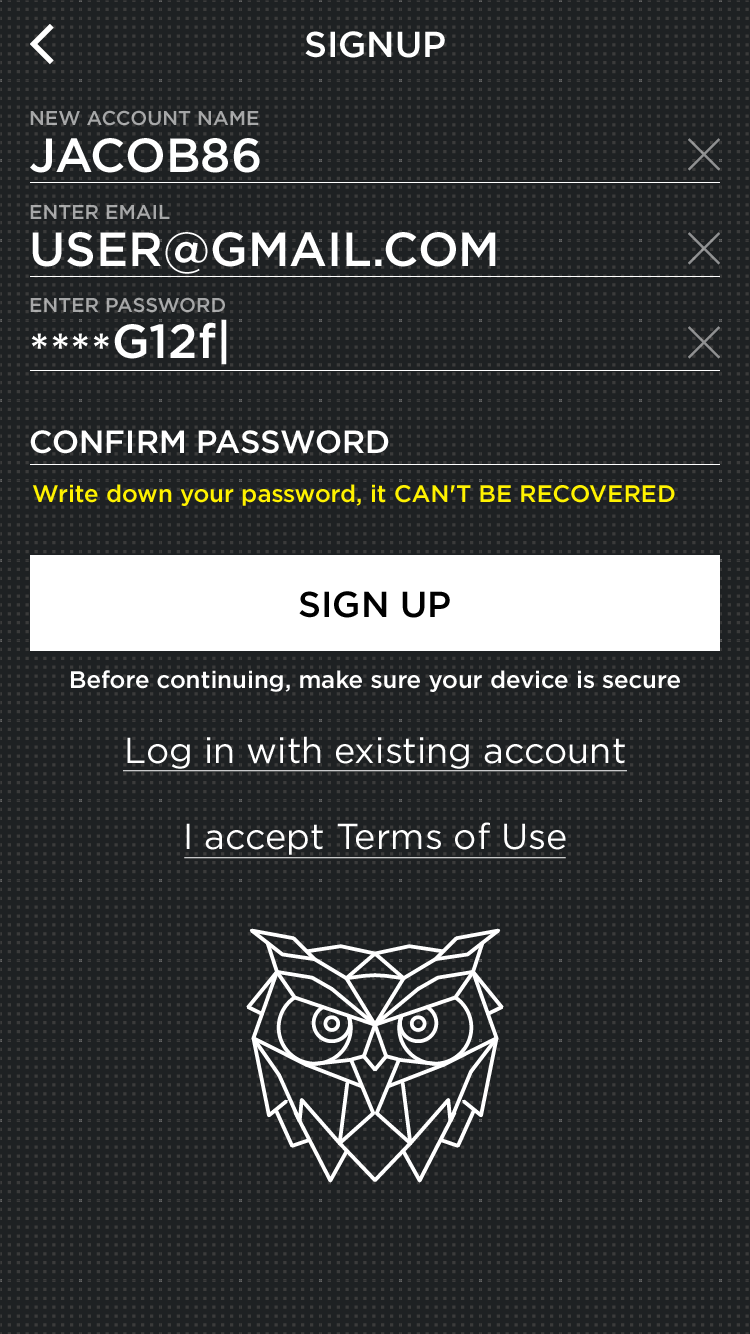 SIGNUP
NEW ACCOUNT NAME
JACOB86
ENTER EMAIL
USER@GMAIL.COM
ENTER PASSWORD
****G12f
CONFIRM PASSWORD
Write down your password, it CAN'T BE RECOVERED
SIGN UP
Before continuing, make sure your device is secure
Log in with existing account
I accept Terms of Use